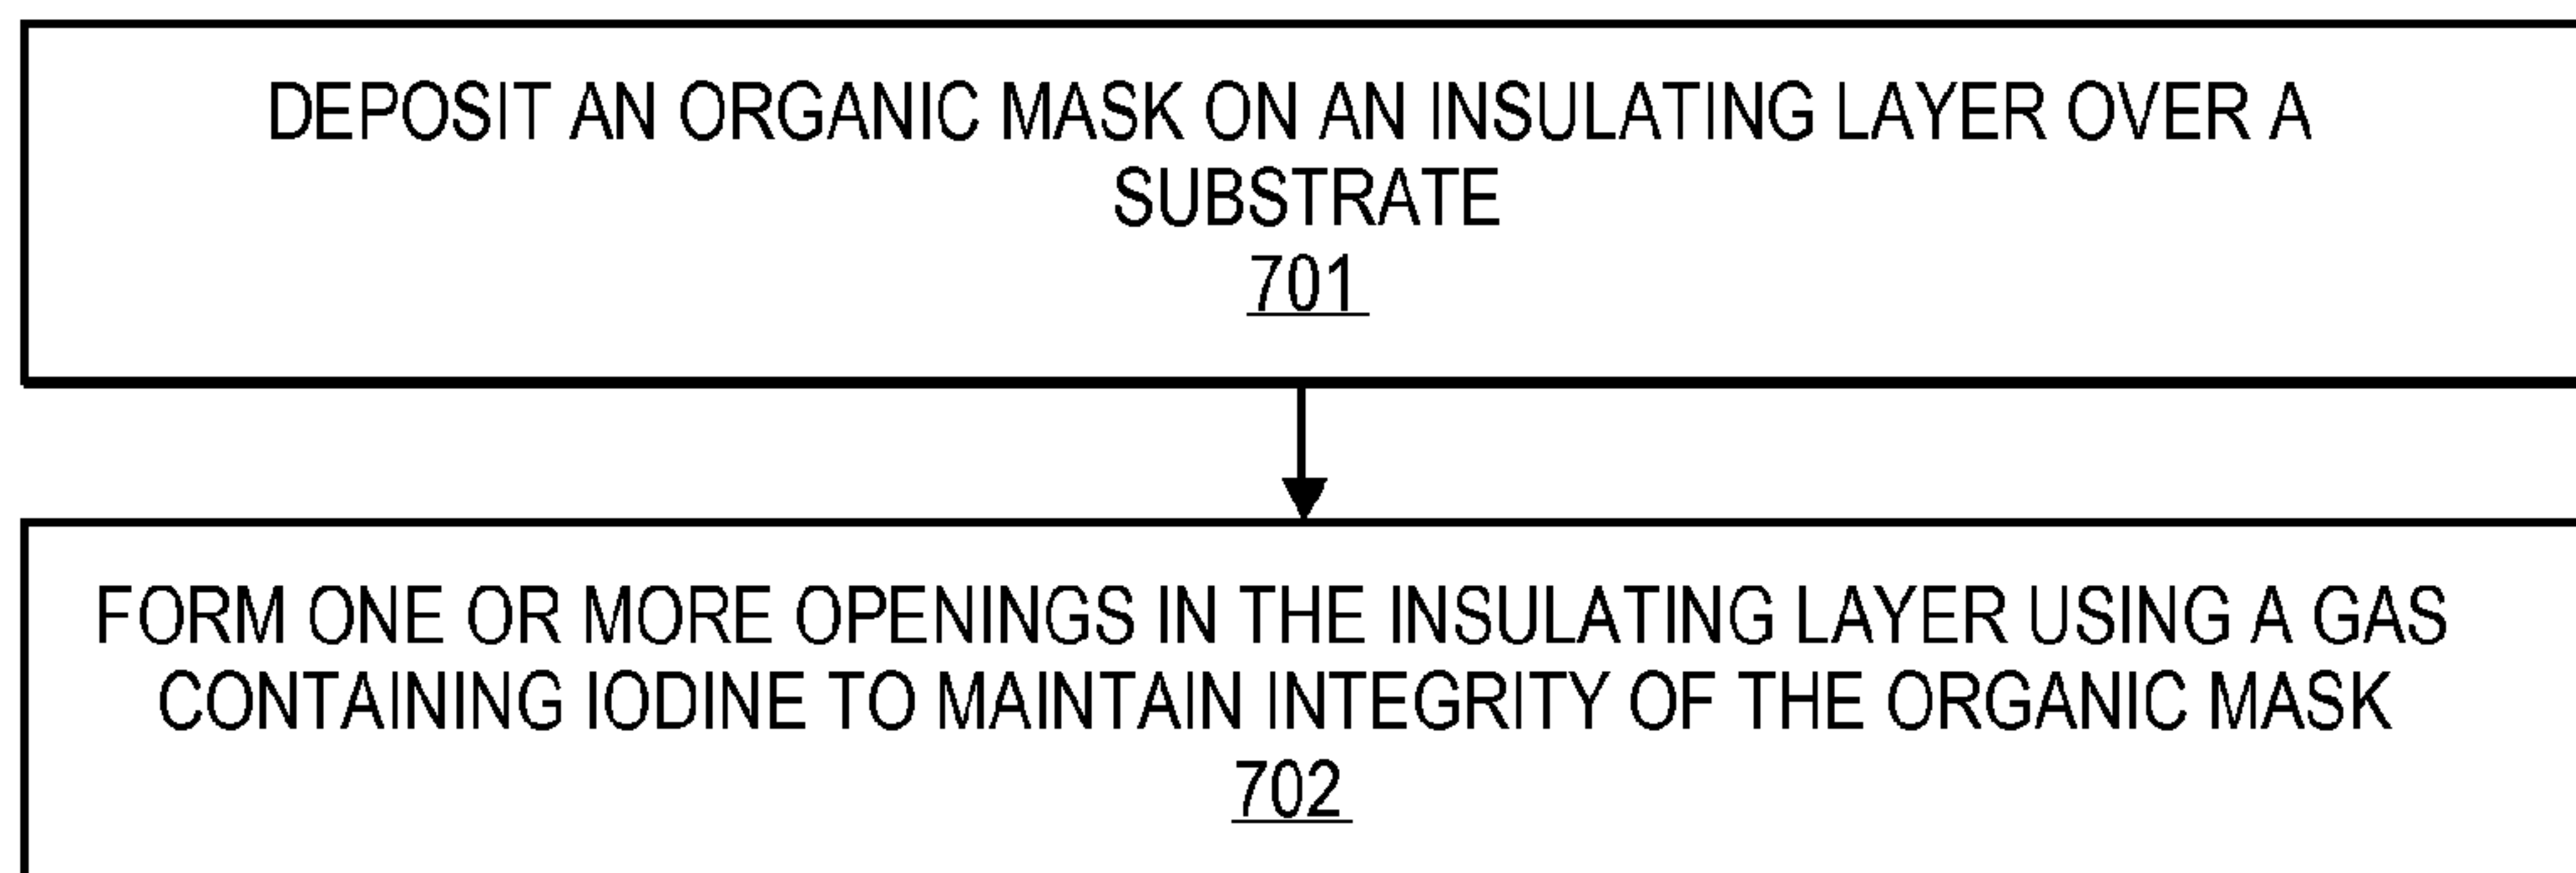 DEPOSIT AN ORGANIC MASK ON AN INSULATING LAYER OVER A
SUBSTRATE
701
FORM ONE OR MORE OPENINGS IN THE INSULATING LAYER USING A GAS
CONTAINING IODINE TO MAINTAIN INTEGRITY OF THE ORGANIC MASK
702